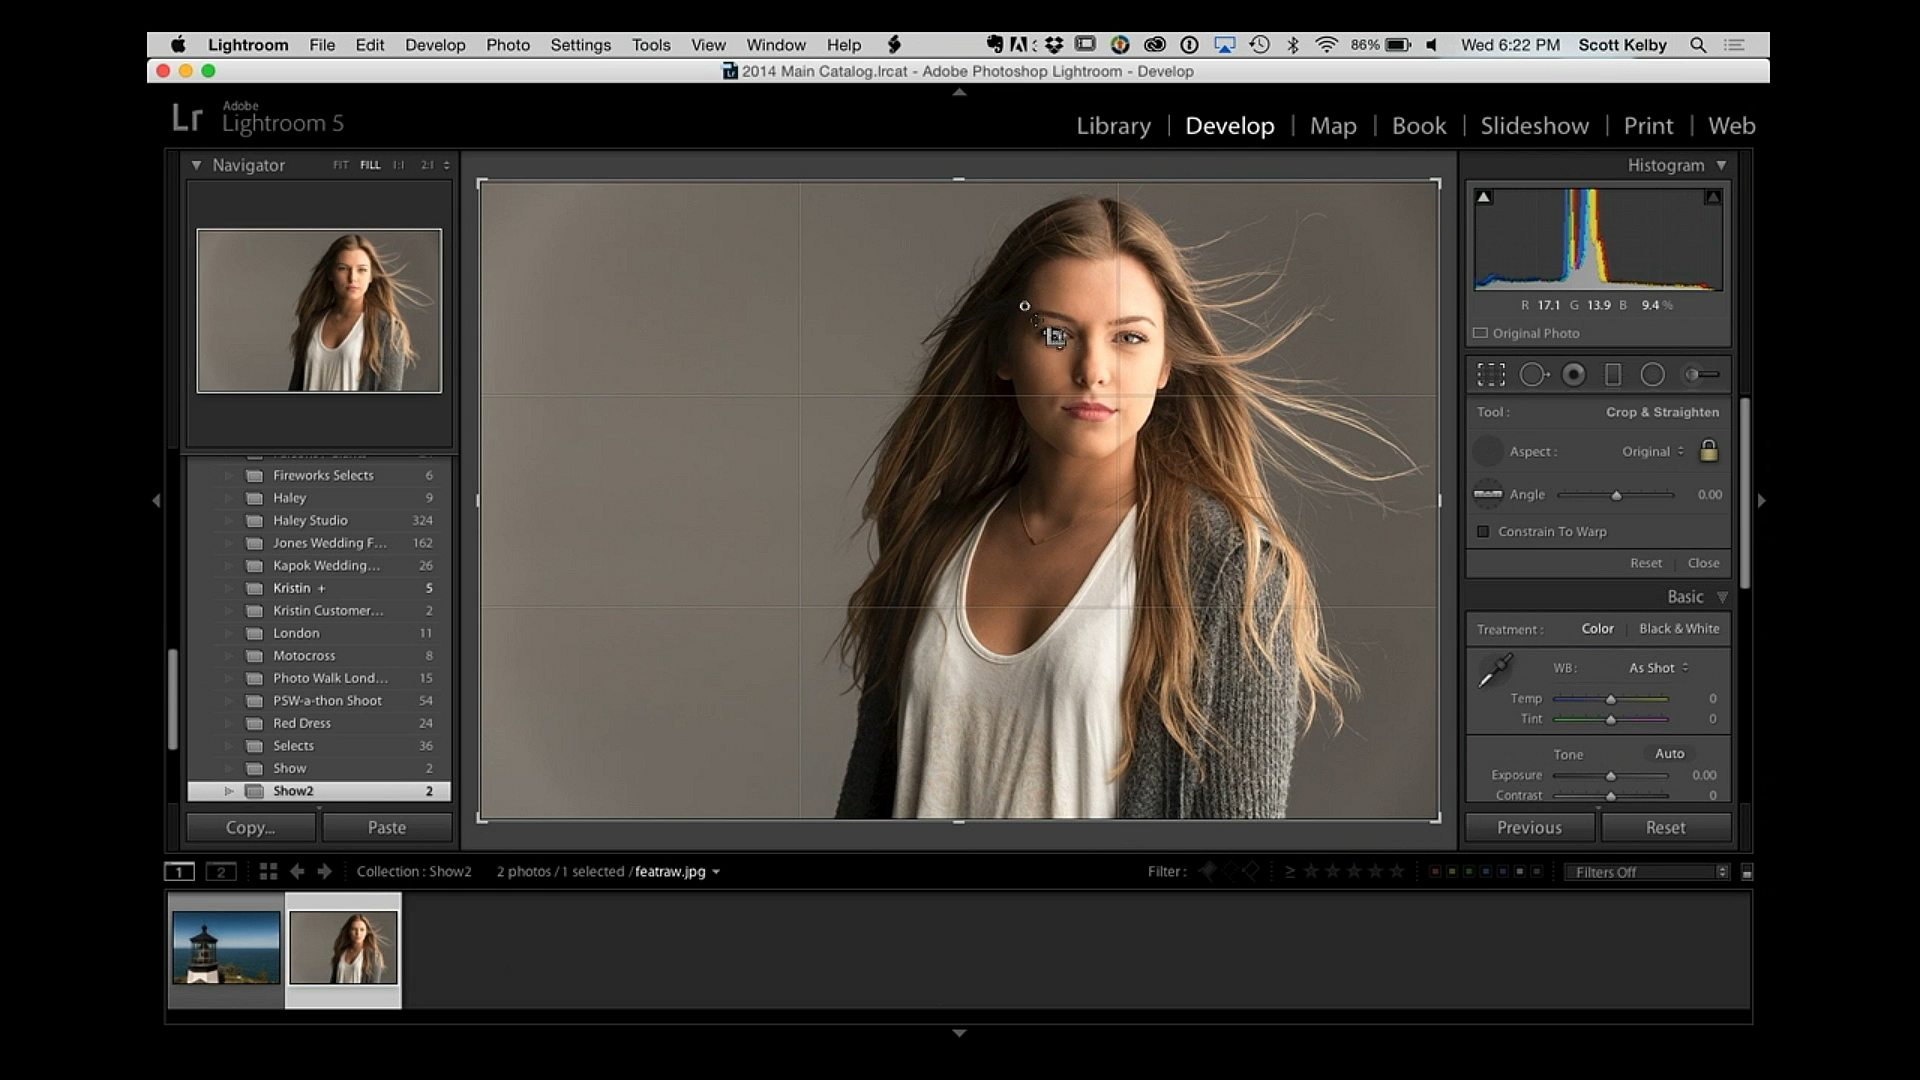 Lightroom File Edit Develop Photo Settings Tools View Window Help 86% Wed 6:22 PM Scott Kelby
2014 Main Catalog.lrcat - Adobe Photoshop Lightroom - Develop
Lr Adobe
Lightroom 5
Library | Develop | Map | Book | Slideshow | Print | Web
Navigator FIT FILL 1:1 2:1
Fireworks Selects 6
Haley 9
Haley Studio 324
Jones Wedding F... 162
Kapok Wedding... 26
Kristin + 5
Kristin Customer... 2
London 11
Motocross 8
Photo Walk Lond... 15
PSW-a-thon Shoot 54
Red Dress 24
Selects 36
Show 2
Show2 2
Copy... Paste
Histogram
R 17.1 G 13.9 B 9.4 %
Original Photo
Tool : Crop & Straighten
Aspect : Original
Angle 0.00
Constrain To Warp
Reset | Close
Basic
Treatment : Color | Black & White
WB : As Shot
Temp 0
Tint 0
Tone Auto
Exposure 0.00
Contrast 0
Previous Reset
1 2 Collection : Show2 2 photos / 1 selected / featraw.jpg Filter : ≥ Filters Off